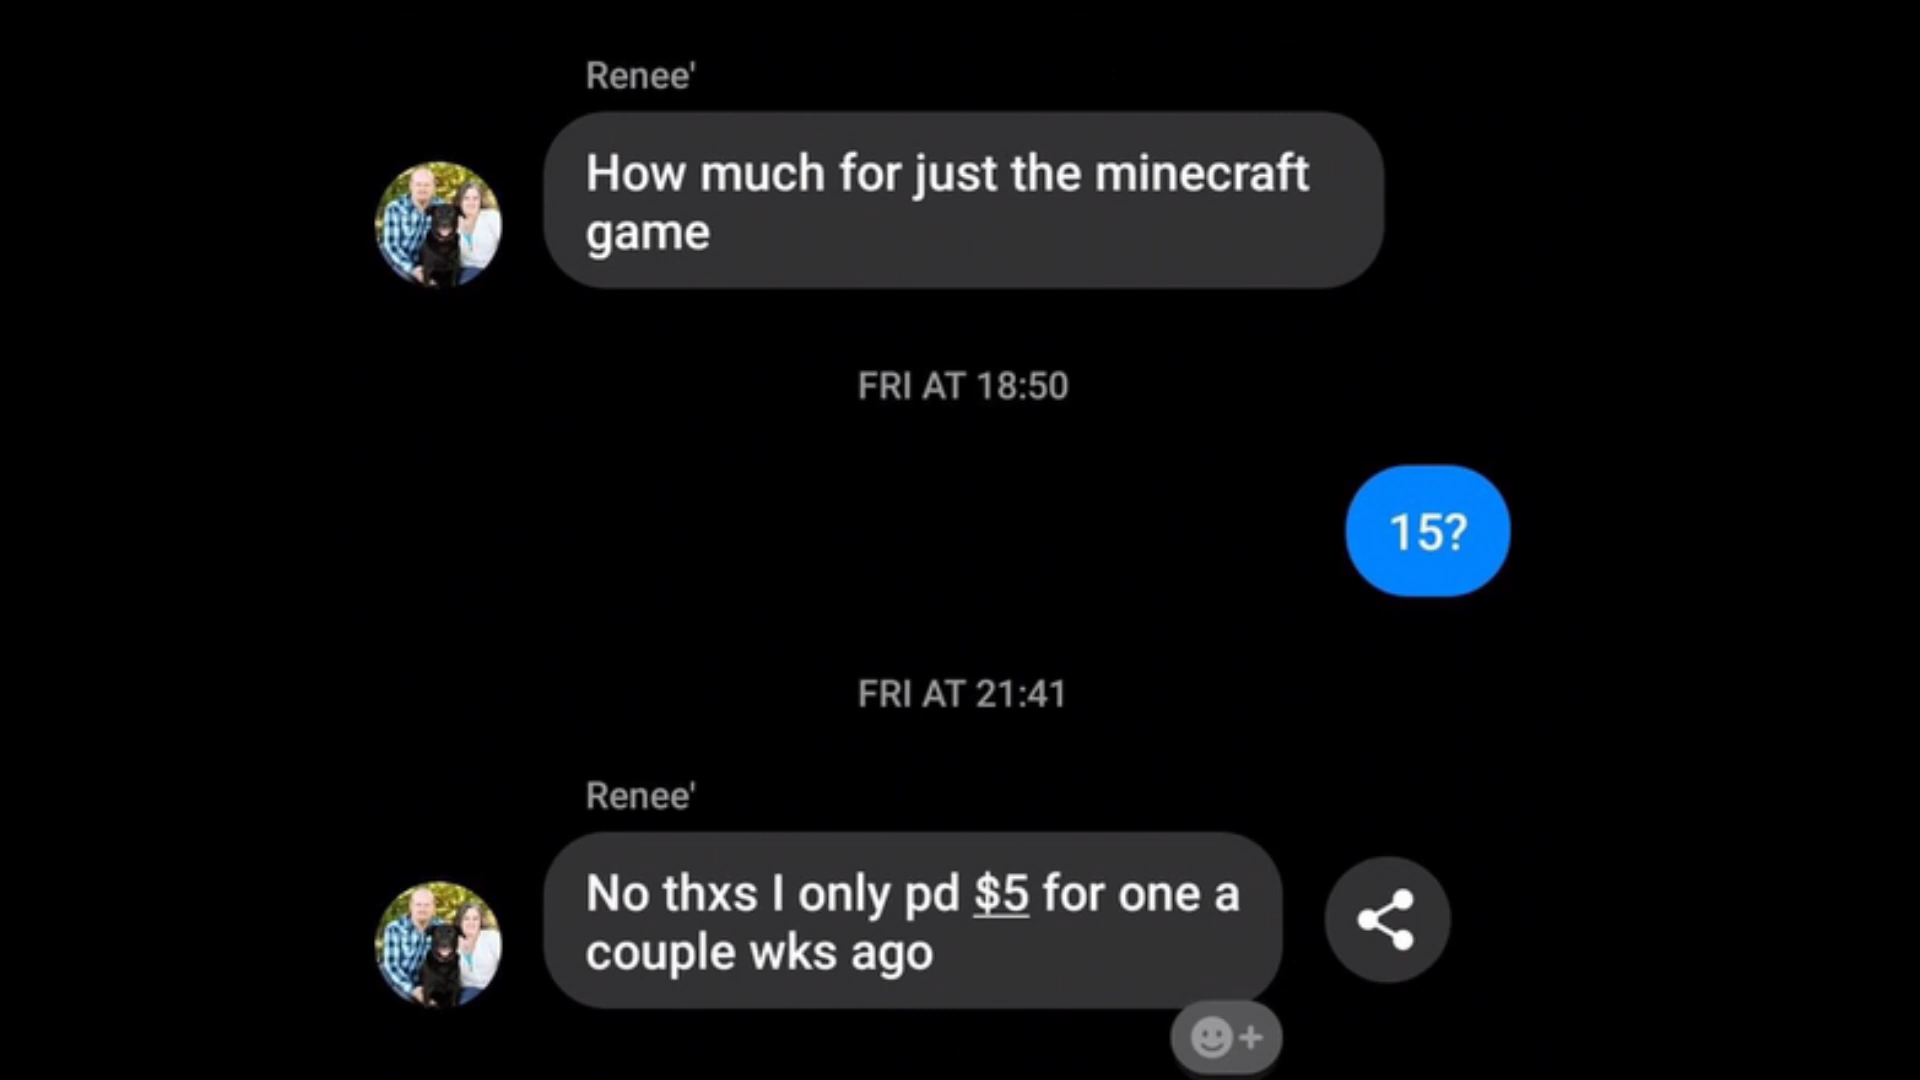 Renee'
How much for just the minecraft
game
FRI AT 18:50
15?
FRI AT 21:41
Renee'
No thxs I only pd $5 for one a
couple wks ago